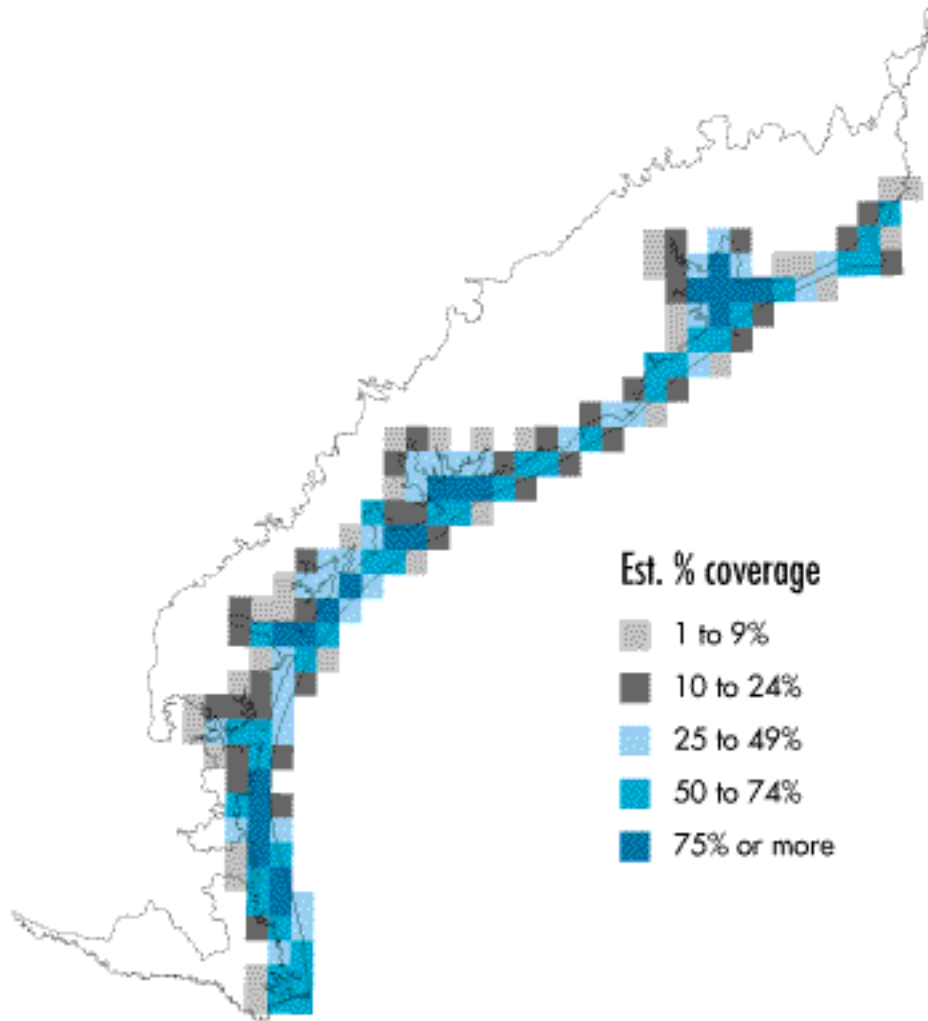 Est. % coverage
1 to 9%
10 to 24%
25 to 49%
50 to 74%
75% or more